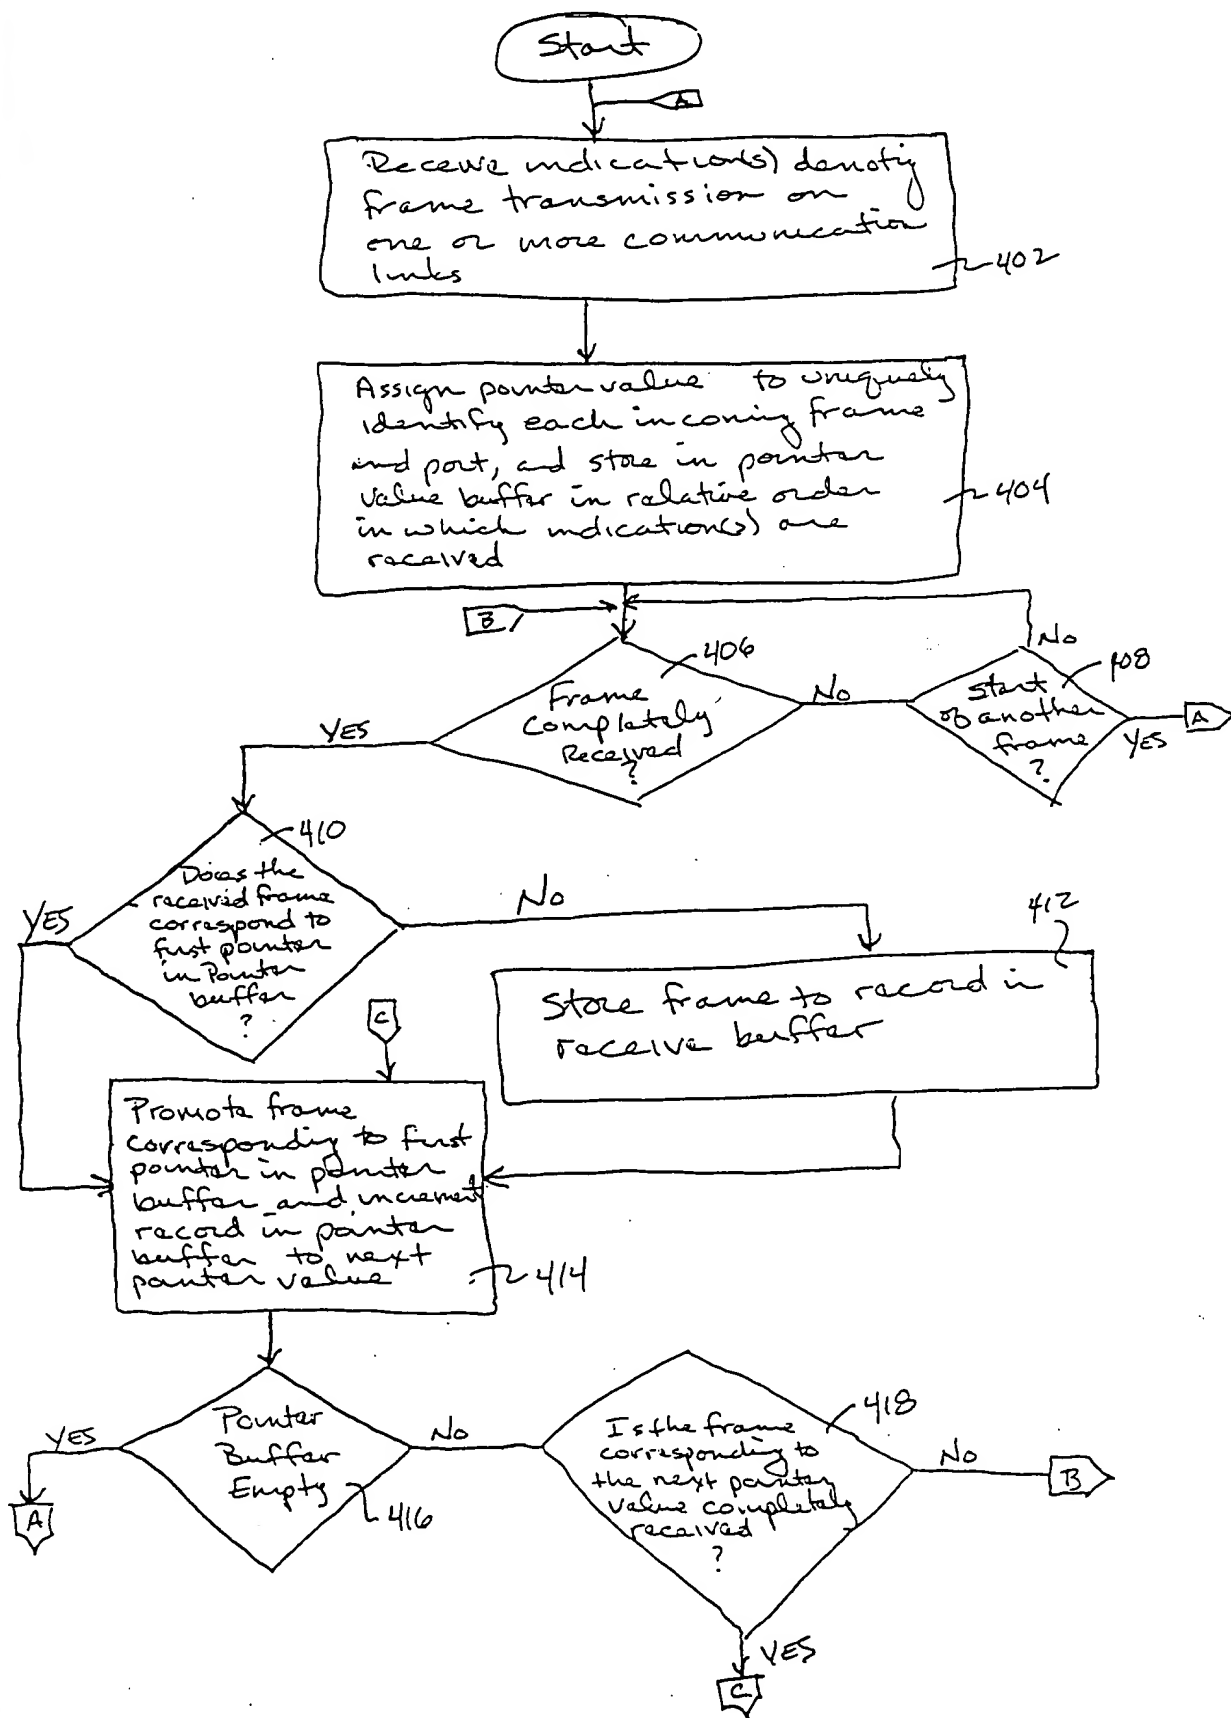 Start
A
Receive indication(s) denoting
frame transmission on
one or more communication
links
402
Assign pointer value to uniquely
identify each incoming frame
and port, and store in pointer
value buffer in relative order
in which indication(s) are
received
404
B
406
Frame
Completely
Received
?
YES
No
No
408
Start
of another
frame
?
YES
A
410
Does the
received frame
correspond to
first pointer
in Pointer
buffer
?
YES
No
412
Store frame to record in
receive buffer
C
Promote frame
corresponding to first
pointer in pointer
buffer and increment
record in pointer
buffer to next
pointer value
414
Pointer
Buffer
Empty
416
YES
A
No
418
Is the frame
corresponding to
the next pointer
value completely
received
?
No
B
YES
C